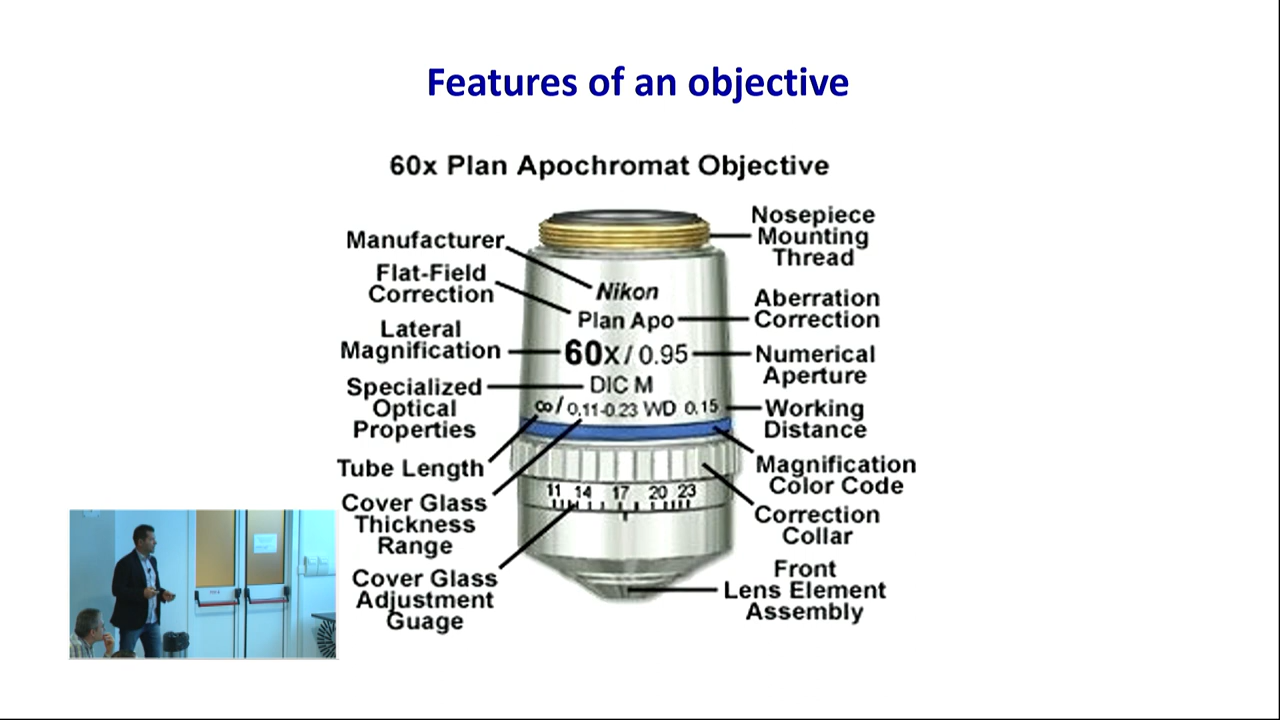 Features of an objective
60x Plan Apochromat Objective
Manufacturer
Flat-Field
Correction
Lateral
Magnification
Specialized
Optical
Properties
Tube Length
Cover Glass
Thickness
Range
Cover Glass
Adjustment
Guage
Nikon
Plan Apo
60x / 0.95
DIC M
∞ / 0.11-0.23 WD 0.15
11 14 17 20 23
Nosepiece
Mounting
Thread
Aberration
Correction
Numerical
Aperture
Working
Distance
Magnification
Color Code
Correction
Collar
Front
Lens Element
Assembly